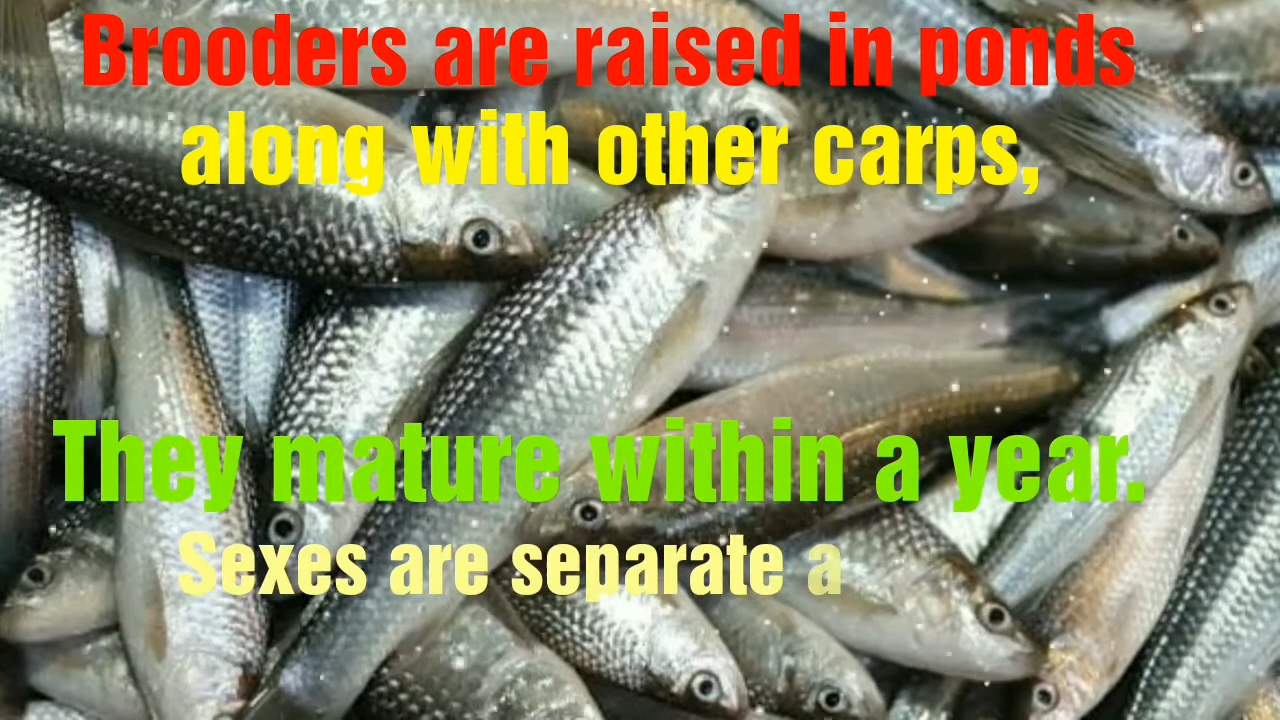 Brooders are raised in ponds
along with other carps,
They mature within a year.
Sexes are separate a